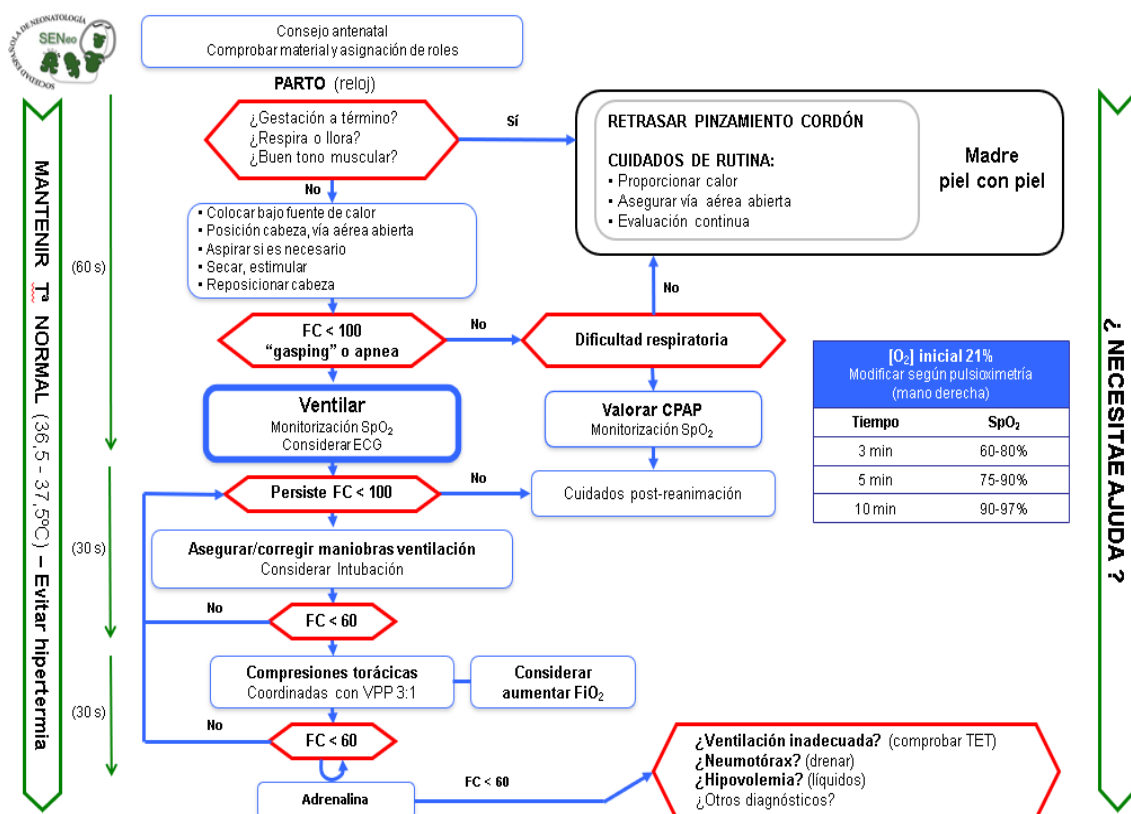 SOCIEDAD ESPAÑOLA DE NEONATOLOGÍA
SENeo
Consejo antenatal
Comprobar material y asignación de roles
PARTO (reloj)
¿Gestación a término?
¿Respira o llora?
¿Buen tono muscular?
Sí
RETRASAR PINZAMIENTO CORDÓN
CUIDADOS DE RUTINA:
▪ Proporcionar calor
▪ Asegurar vía aérea abierta
▪ Evaluación continua
Madre
piel con piel
No
▪ Colocar bajo fuente de calor
▪ Posición cabeza, vía aérea abierta
▪ Aspirar si es necesario
▪ Secar, estimular
▪ Reposicionar cabeza
(60 s)
No
FC < 100
"gasping" o apnea
No
Dificultad respiratoria
Ventilar
Monitorización SpO₂
Considerar ECG
Valorar CPAP
Monitorización SpO₂
[O₂] inicial 21%
Modificar según pulsioximetría
(mano derecha)
Tiempo SpO₂
3 min 60-80%
5 min 75-90%
10 min 90-97%
Persiste FC < 100
No
Cuidados post-reanimación
(30 s)
Asegurar/corregir maniobras ventilación
Considerar Intubación
No
FC < 60
Compresiones torácicas
Coordinadas con VPP 3:1
Considerar
aumentar FiO₂
(30 s)
No
FC < 60
Adrenalina
FC < 60
¿Ventilación inadecuada? (comprobar TET)
¿Neumotórax? (drenar)
¿Hipovolemia? (líquidos)
¿Otros diagnósticos?
MANTENIR Tª NORMAL (36,5 - 37,5ºC) – Evitar hipertermia
¿ NECESITAE AJUDA ?